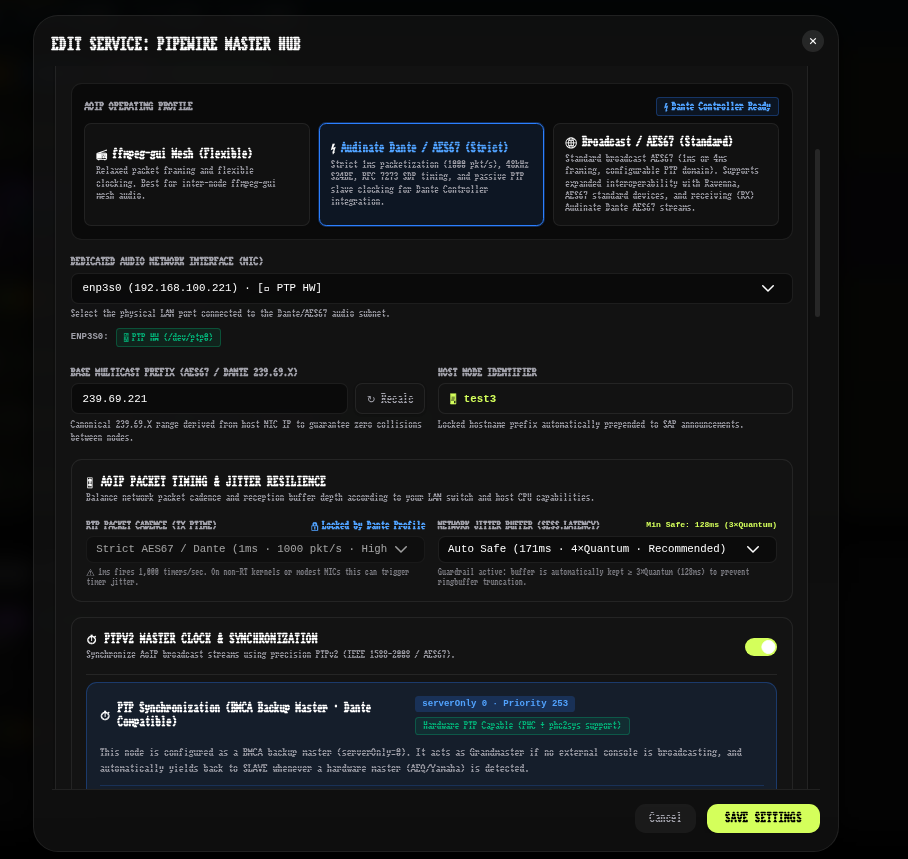 EDIT SERVICE: PIPEWIRE MASTER HUB
✕
AOIP OPERATING PROFILE
Dante Controller Ready
ffmpeg-gui Mesh (Flexible)
Relaxed packet framing and flexible
clocking. Best for inter-node ffmpeg-gui
mesh audio.
Audinate Dante / AES67 (Strict)
Strict 1ms packetization (1000 pkt/s), 48kHz
S24BE, RFC 7273 SDP timing, and passive PTP
slave clocking for Dante Controller
integration.
Broadcast / AES67 (Standard)
Standard broadcast AES67 (1ms or 4ms
framing, configurable PTP domain). Supports
expanded interoperability with Ravenna,
AES67 standard devices, and receiving (RX)
Audinate Dante AES67 streams.
DEDICATED AUDIO NETWORK INTERFACE (NIC)
enp3s0 (192.168.100.221) · [ PTP HW]
Select the physical LAN port connected to the Dante/AES67 audio subnet.
ENP3S0: PTP HW (/dev/ptp0)
BASE MULTICAST PREFIX (AES67 / DANTE 239.69.X)
239.69.221
↻ Recalc
Canonical 239.69.X range derived from host NIC IP to guarantee zero collisions
between nodes.
HOST NODE IDENTIFIER
test3
Locked hostname prefix automatically prepended to SAP announcements.
AOIP PACKET TIMING & JITTER RESILIENCE
Balance network packet cadence and reception buffer depth according to your LAN switch and host CPU capabilities.
RTP PACKET CADENCE (TX PTIME)
Locked by Dante Profile
Strict AES67 / Dante (1ms · 1000 pkt/s · High
⚠ 1ms fires 1,000 timers/sec. On non-RT kernels or modest NICs this can trigger
timer jitter.
NETWORK JITTER BUFFER (SESS.LATENCY)
Min Safe: 128ms (3×Quantum)
Auto Safe (171ms · 4×Quantum · Recommended)
Guardrail active: buffer is automatically kept ≥ 3×Quantum (128ms) to prevent
ringbuffer truncation.
PTPV2 MASTER CLOCK & SYNCHRONIZATION
Synchronize AoIP broadcast streams using precision PTPv2 (IEEE 1588-2008 / AES67).
PTP Synchronization (BMCA Backup Master · Dante
Compatible)
serverOnly 0 · Priority 253
Hardware PTP Capable (PHC + phc2sys support)
This node is configured as a BMCA backup master (serverOnly=0). It acts as Grandmaster if no external console is broadcasting, and
automatically yields back to SLAVE whenever a hardware master (AEQ/Yamaha) is detected.
Cancel
SAVE SETTINGS